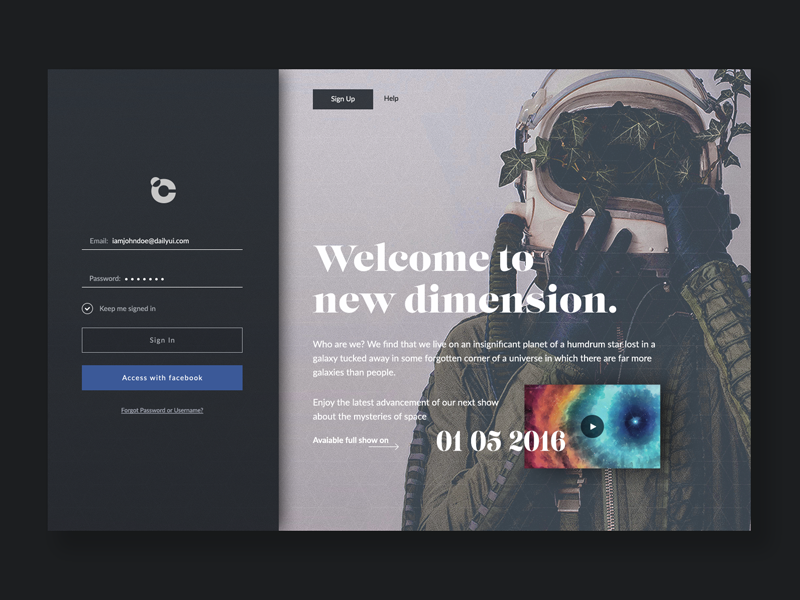 Sign Up
Help
Email: iamjohndoe@dailyui.com
Password:
Keep me signed in
Sign In
Access with facebook
Forgot Password or Username?
Welcome to
new dimension.
Who are we? We find that we live on an insignificant planet of a humdrum star lost in a
galaxy tucked away in some forgotten corner of a universe in which there are far more
galaxies than people.
Enjoy the latest advancement of our next show
about the mysteries of space
Avaiable full show on
01 05 2016